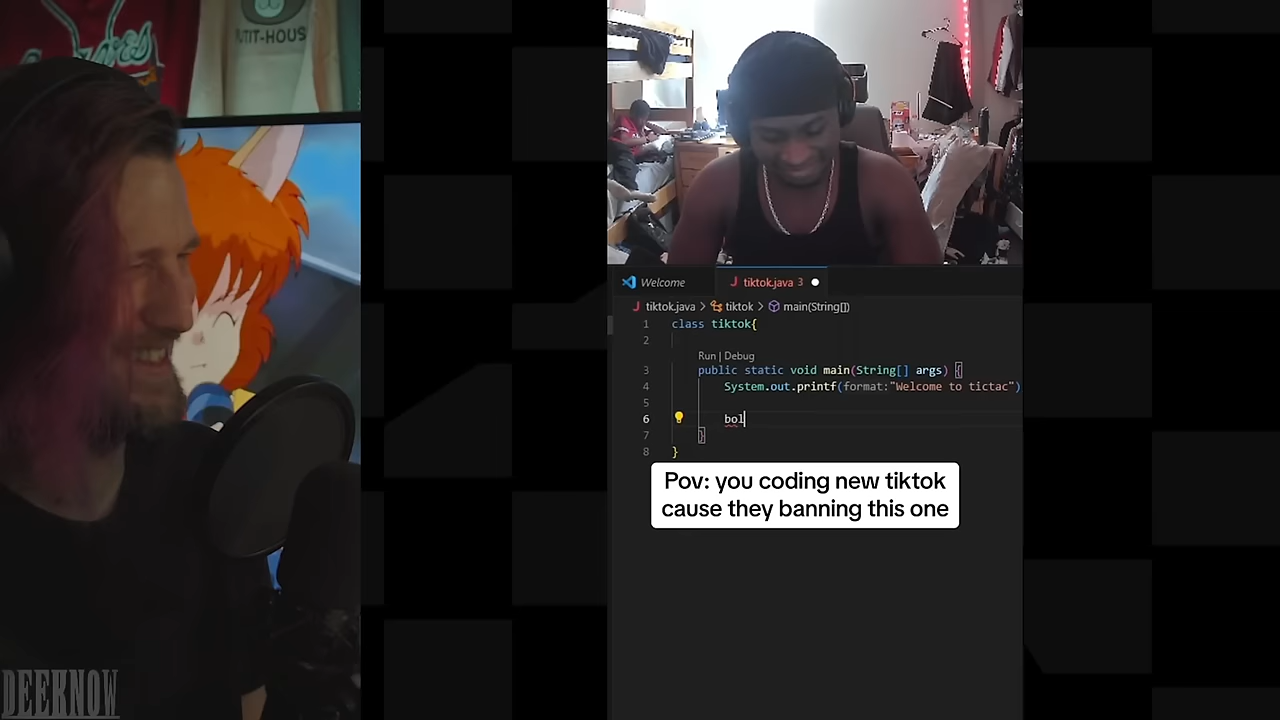 UTIT-HOUS
Welcome
tiktok.java 3
tiktok.java > tiktok > main(String[])
1 class tiktok{
2
Run | Debug
3 public static void main(String[] args) {
4 System.out.printf(format:"Welcome to tictac")
5
6 bol
7 }
8 }
Pov: you coding new tiktok
cause they banning this one
DEEKNOW